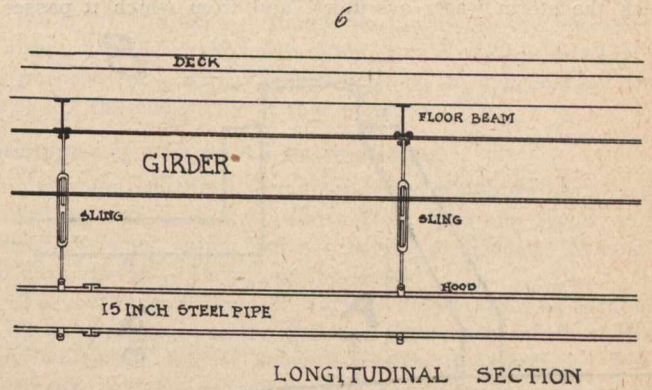 6
DECK
FLOOR BEAM
GIRDER
SLING
SLING
HOOD
15 INCH STEEL PIPE
LONGITUDINAL SECTION